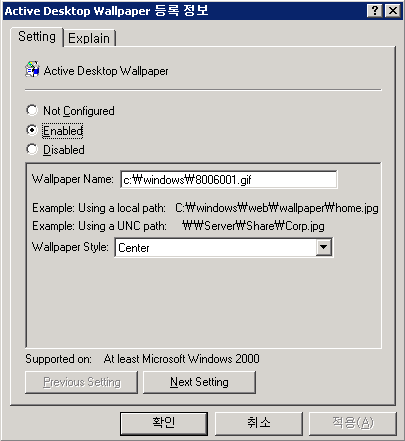 Active Desktop Wallpaper 등록 정보
Setting
Explain
Active Desktop Wallpaper
Not Configured
Enabled
Disabled
Wallpaper Name: c:₩windows₩8006001.gif
Example: Using a local path: C:₩windows₩web₩wallpaper₩home.jpg
Example: Using a UNC path: ₩₩Server₩Share₩Corp.jpg
Wallpaper Style: Center
Supported on: At least Microsoft Windows 2000
Previous Setting
Next Setting
확인
취소
적용(A)